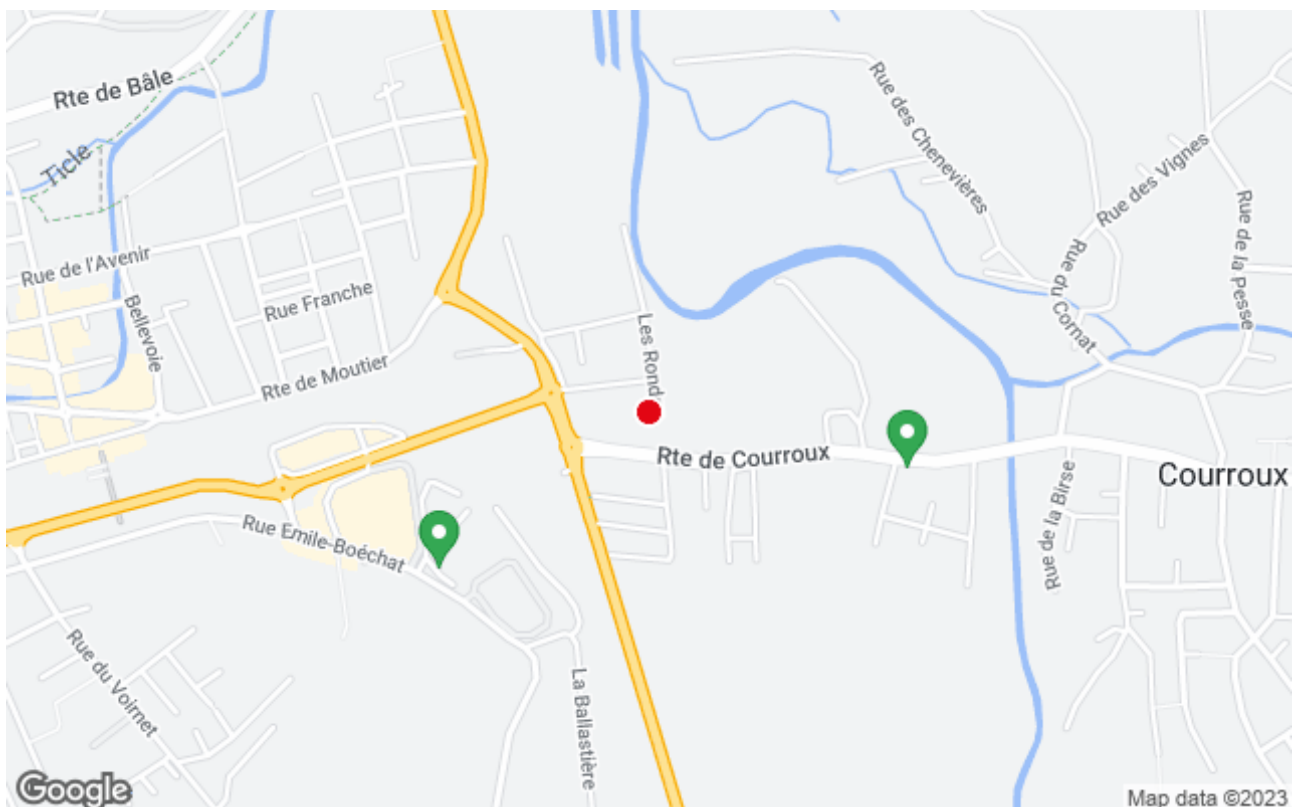 Rte de Bâle
Ticle
Rue des Chenevières
Rue des Vignes
Rue de l'Avenir
Rue de la Pesse
Rue du Cornat
Rue Franche
Bellevoie
Les Rond
Rte de Moutier
Rte de Courroux
Courroux
Rue de la Birse
Rue Emile-Boéchat
Rue du Voirnet
La Ballastière
Google
Map data ©2023